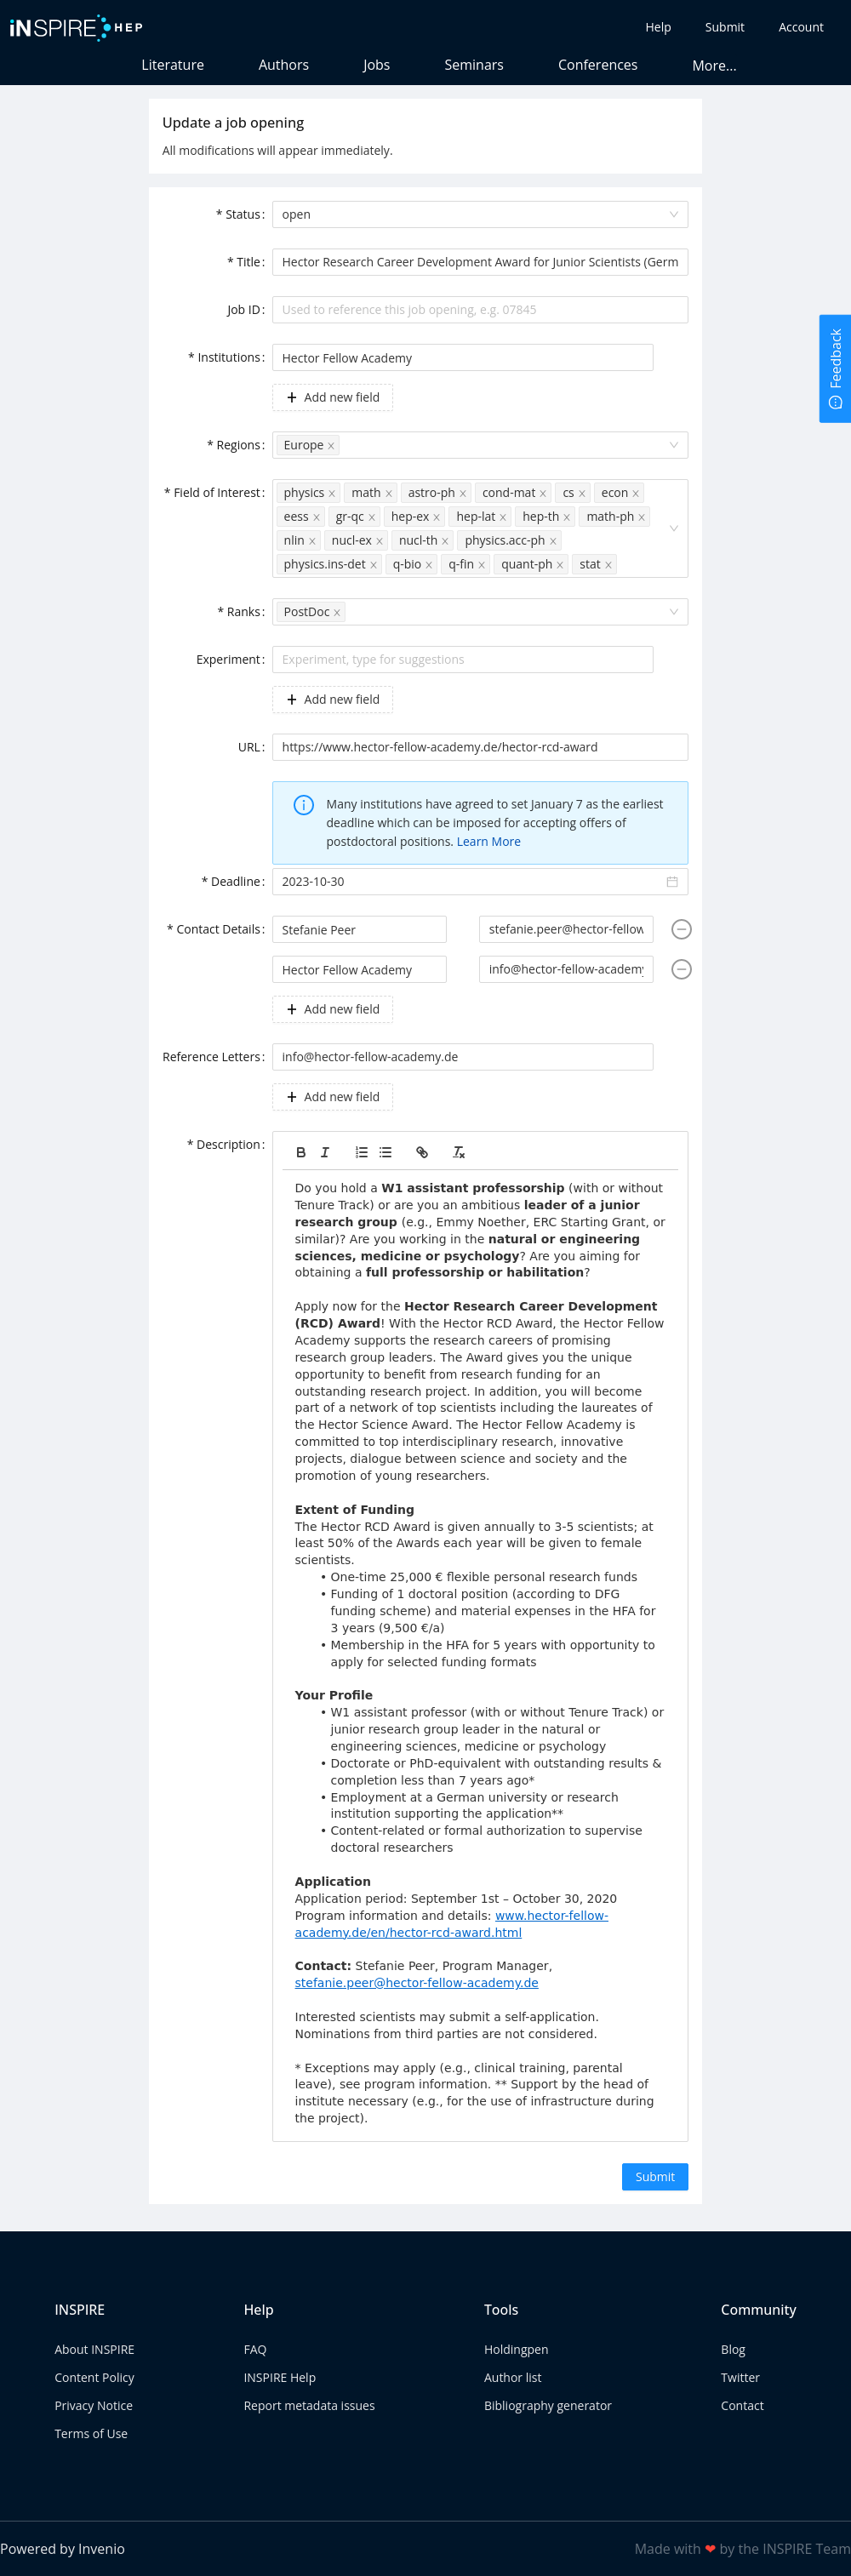 iNSPIRE HEP
Help Submit Account
Literature Authors Jobs Seminars Conferences More...
Update a job opening
All modifications will appear immediately.
* Status: open
* Title: Hector Research Career Development Award for Junior Scientists (Germ
Job ID: Used to reference this job opening, e.g. 07845
* Institutions: Hector Fellow Academy
Add new field
Feedback
* Regions: Europe
* Field of Interest: physics math astro-ph cond-mat cs econ
eess gr-qc hep-ex hep-lat hep-th math-ph
nlin nucl-ex nucl-th physics.acc-ph
physics.ins-det q-bio q-fin quant-ph stat
* Ranks: PostDoc
Experiment: Experiment, type for suggestions
Add new field
URL: https://www.hector-fellow-academy.de/hector-rcd-award
Many institutions have agreed to set January 7 as the earliest
deadline which can be imposed for accepting offers of
postdoctoral positions. Learn More
* Deadline: 2023-10-30
* Contact Details: Stefanie Peer stefanie.peer@hector-fellow
Hector Fellow Academy info@hector-fellow-academy
Add new field
Reference Letters: info@hector-fellow-academy.de
Add new field
* Description:
Do you hold a W1 assistant professorship (with or without
Tenure Track) or are you an ambitious leader of a junior
research group (e.g., Emmy Noether, ERC Starting Grant, or
similar)? Are you working in the natural or engineering
sciences, medicine or psychology? Are you aiming for
obtaining a full professorship or habilitation?
Apply now for the Hector Research Career Development
(RCD) Award! With the Hector RCD Award, the Hector Fellow
Academy supports the research careers of promising
research group leaders. The Award gives you the unique
opportunity to benefit from research funding for an
outstanding research project. In addition, you will become
part of a network of top scientists including the laureates of
the Hector Science Award. The Hector Fellow Academy is
committed to top interdisciplinary research, innovative
projects, dialogue between science and society and the
promotion of young researchers.
Extent of Funding
The Hector RCD Award is given annually to 3-5 scientists; at
least 50% of the Awards each year will be given to female
scientists.
• One-time 25,000 € flexible personal research funds
• Funding of 1 doctoral position (according to DFG
funding scheme) and material expenses in the HFA for
3 years (9,500 €/a)
• Membership in the HFA for 5 years with opportunity to
apply for selected funding formats
Your Profile
• W1 assistant professor (with or without Tenure Track) or
junior research group leader in the natural or
engineering sciences, medicine or psychology
• Doctorate or PhD-equivalent with outstanding results &
completion less than 7 years ago*
• Employment at a German university or research
institution supporting the application**
• Content-related or formal authorization to supervise
doctoral researchers
Application
Application period: September 1st – October 30, 2020
Program information and details: www.hector-fellow-
academy.de/en/hector-rcd-award.html
Contact: Stefanie Peer, Program Manager,
stefanie.peer@hector-fellow-academy.de
Interested scientists may submit a self-application.
Nominations from third parties are not considered.
* Exceptions may apply (e.g., clinical training, parental
leave), see program information. ** Support by the head of
institute necessary (e.g., for the use of infrastructure during
the project).
Submit
INSPIRE Help Tools Community
About INSPIRE FAQ Holdingpen Blog
Content Policy INSPIRE Help Author list Twitter
Privacy Notice Report metadata issues Bibliography generator Contact
Terms of Use
Powered by Invenio Made with ❤ by the INSPIRE Team